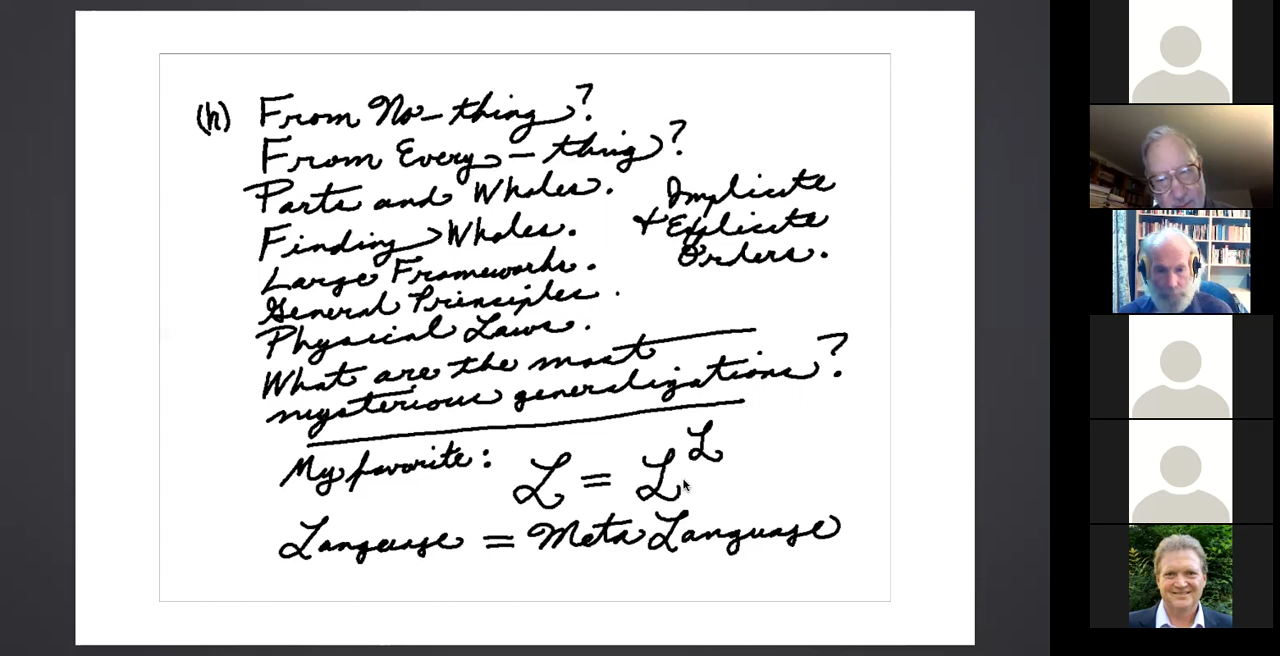 (h) From No-thing?
From Every-thing?
Parts and Wholes.
Finding Wholes.
Large Frameworks.
General Principles.
Physical Laws.
Implicate
+ Explicate
Orders.
What are the most
mysterious generalizations?
My favorite: L = L^L
Language = Meta Language